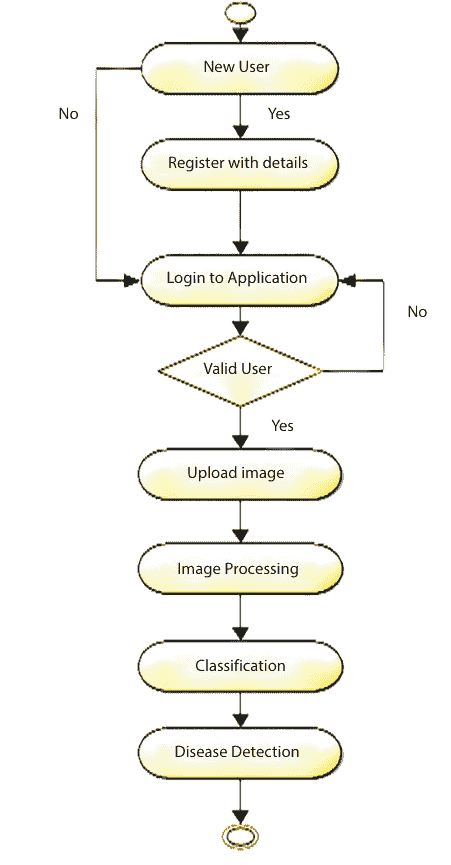 New User
No
Yes
Register with details
Login to Application
No
Valid User
Yes
Upload image
Image Processing
Classification
Disease Detection